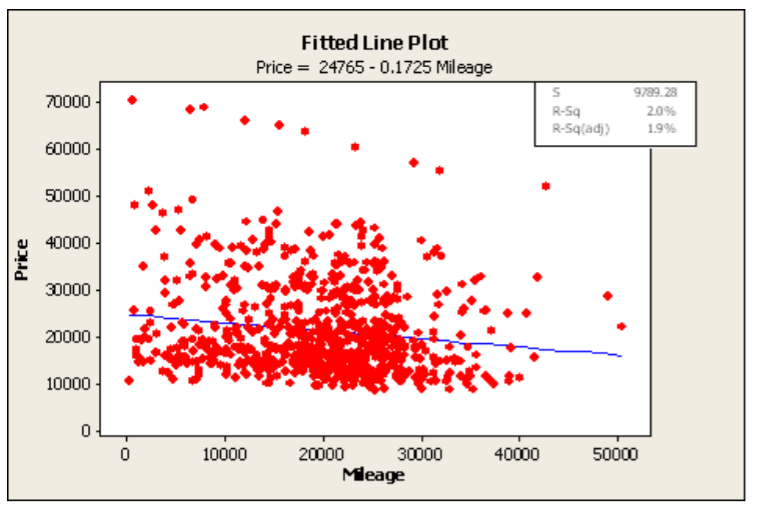 Fitted Line Plot
Price = 24765 - 0.1725 Mileage
S 9789.28
R-Sq 2.0%
R-Sq(adj) 1.9%
70000
60000
50000
40000
30000
20000
10000
0
Price
0 10000 20000 30000 40000 50000
Mileage